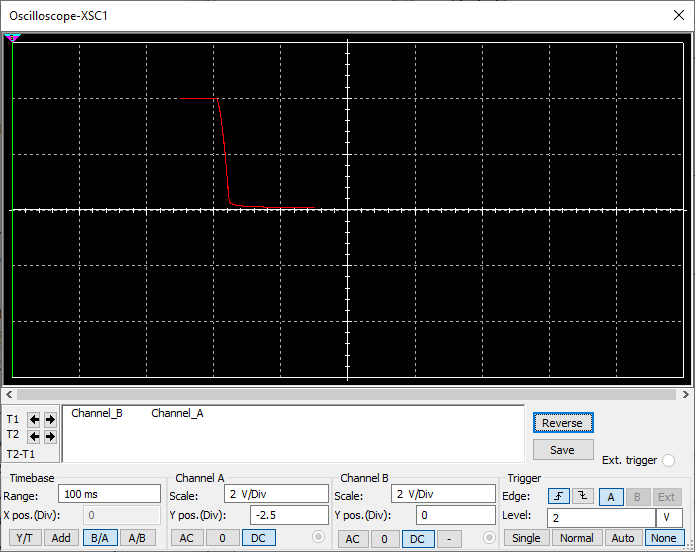 Oscilloscope-XSC1
T1
T2
T2-T1
Channel_B Channel_A
Reverse
Save
Ext. trigger
Timebase
Range: 100 ms
X pos.(Div): 0
Y/T Add B/A A/B
Channel A
Scale: 2 V/Div
Y pos.(Div): -2.5
AC 0 DC
Channel B
Scale: 2 V/Div
Y pos.(Div): 0
AC 0 DC -
Trigger
Edge: A B Ext
Level: 2 V
Single Normal Auto None